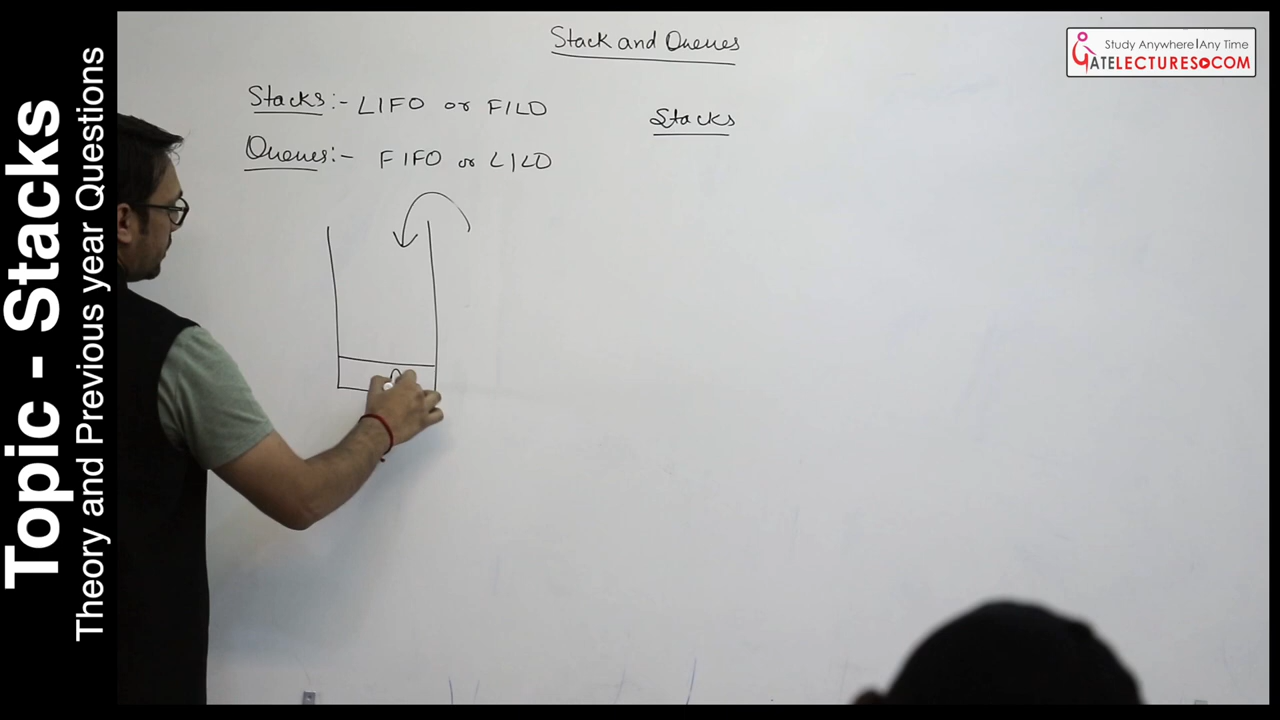 Topic - Stacks
Theory and Previous year Questions
Study Anywhere | Any Time
GATELECTURES.COM
Stack and Queues
Stacks:- LIFO or FILO
Queues:- FIFO or LILO
Stacks